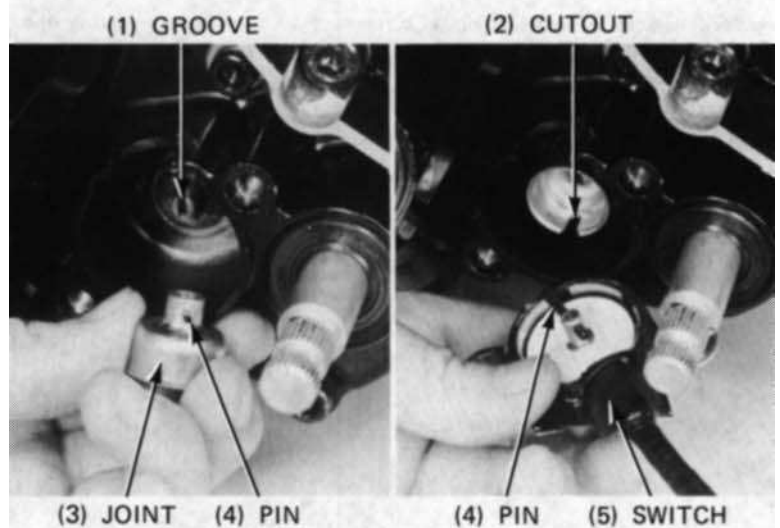 (1) GROOVE
(2) CUTOUT
(3) JOINT
(4) PIN
(4) PIN
(5) SWITCH